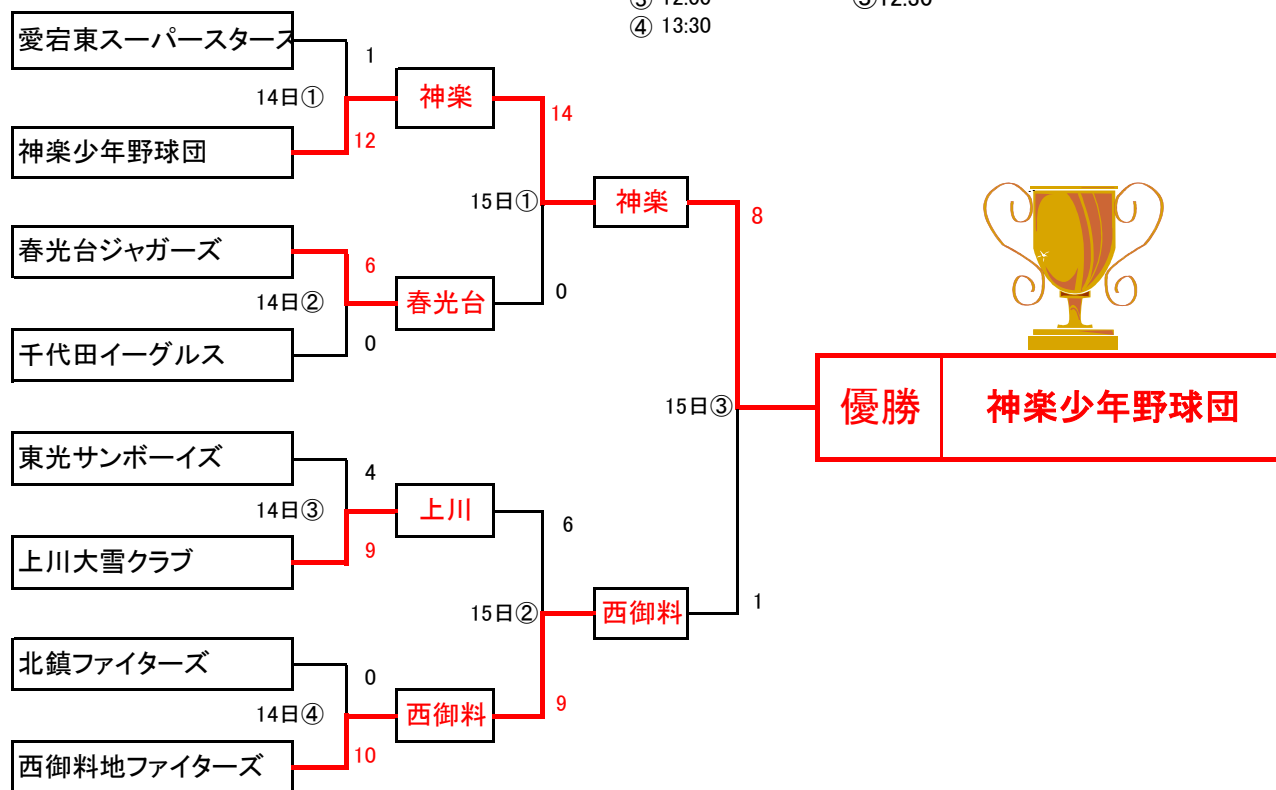 ③ 12:00
③12:30
④ 13:30
愛宕東スーパースターズ
1
14日①
神楽
14
12
神楽少年野球団
15日①
神楽
8
春光台ジャガーズ
6
14日②
春光台
0
0
千代田イーグルス
15日③
優勝
神楽少年野球団
東光サンボーイズ
4
14日③
上川
6
9
上川大雪クラブ
15日②
西御料
1
北鎮ファイターズ
0
14日④
西御料
9
10
西御料地ファイターズ